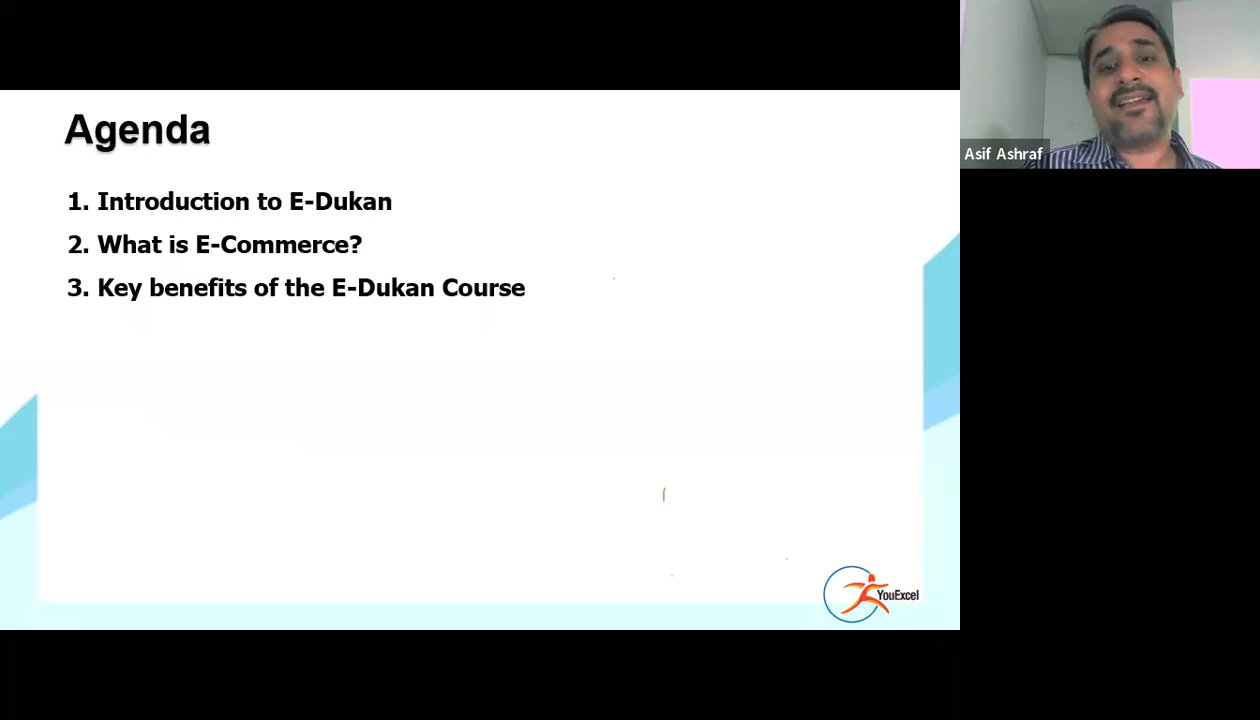 Agenda
1. Introduction to E-Dukan
2. What is E-Commerce?
3. Key benefits of the E-Dukan Course
YouExcel
Asif Ashraf